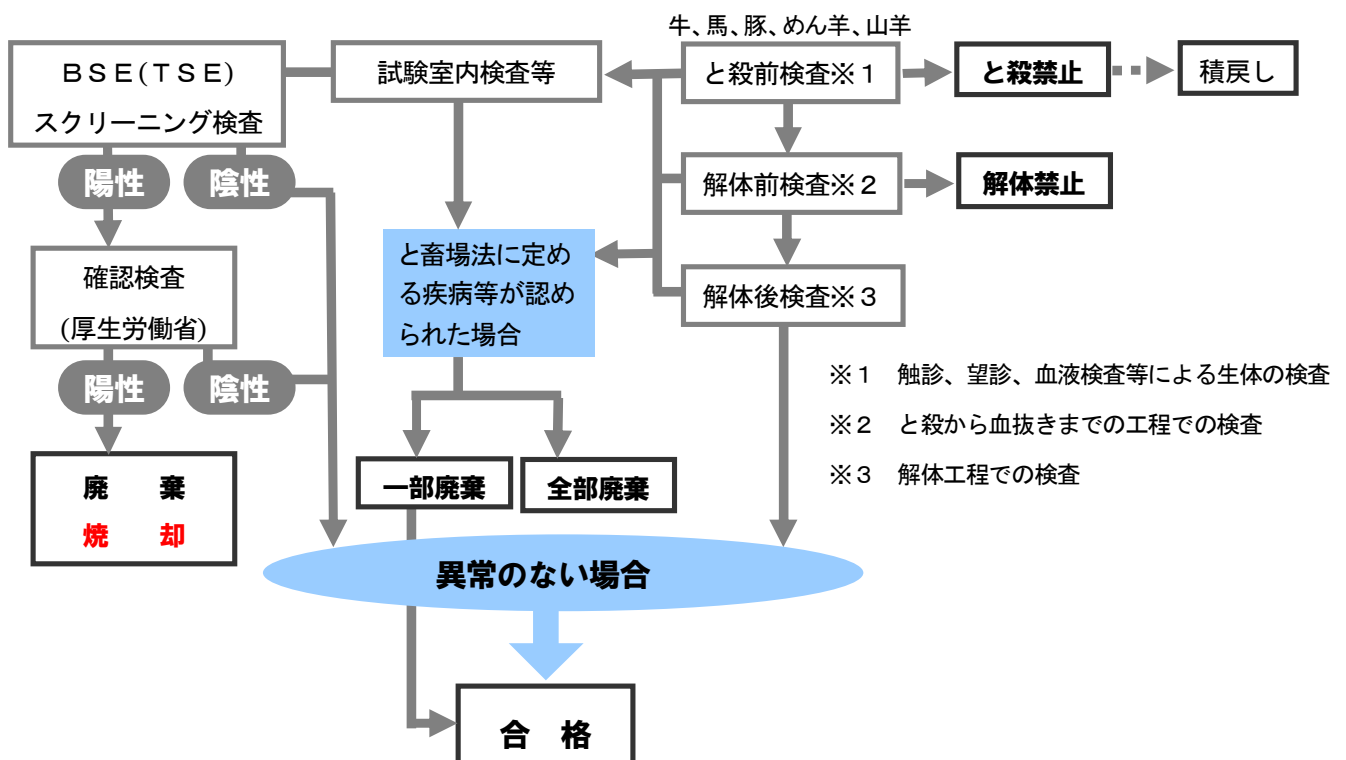 牛、馬、豚、めん羊、山羊
ＢＳＥ(ＴＳＥ)
スクリーニング検査
試験室内検査等
と殺前検査※１
と殺禁止
積戻し
陽性
陰性
解体前検査※２
解体禁止
確認検査
(厚生労働省)
と畜場法に定め
る疾病等が認め
られた場合
解体後検査※３
陽性
陰性
※１　触診、望診、血液検査等による生体の検査
※２　と殺から血抜きまでの工程での検査
※３　解体工程での検査
廃　棄
焼　却
一部廃棄
全部廃棄
異常のない場合
合　格